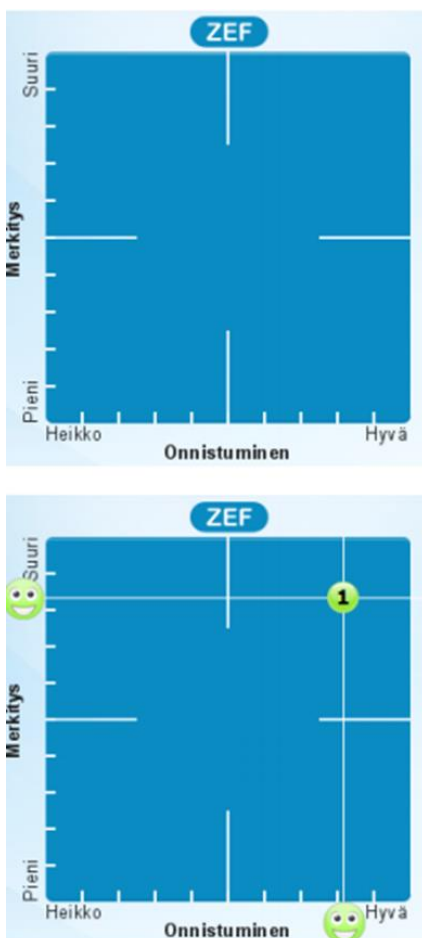 ZEF
Suuri
Merkitys
Pieni
Heikko
Hyvä
Onnistuminen
ZEF
Suuri
1
Merkitys
Pieni
Heikko
Hyvä
Onnistuminen